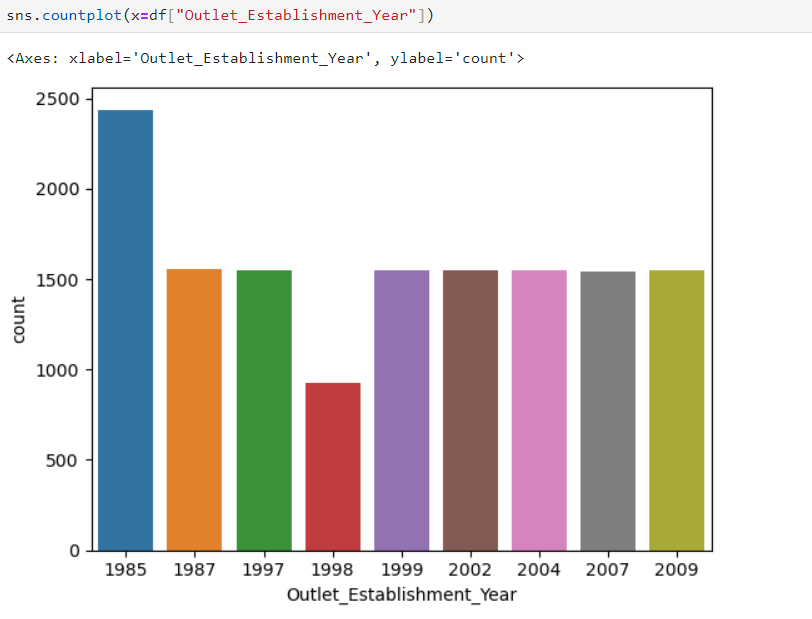 sns.countplot(x=df["Outlet_Establishment_Year"])
<Axes: xlabel='Outlet_Establishment_Year', ylabel='count'>
2500
2000
1500
1000
500
0
count
1985 1987 1997 1998 1999 2002 2004 2007 2009
Outlet_Establishment_Year